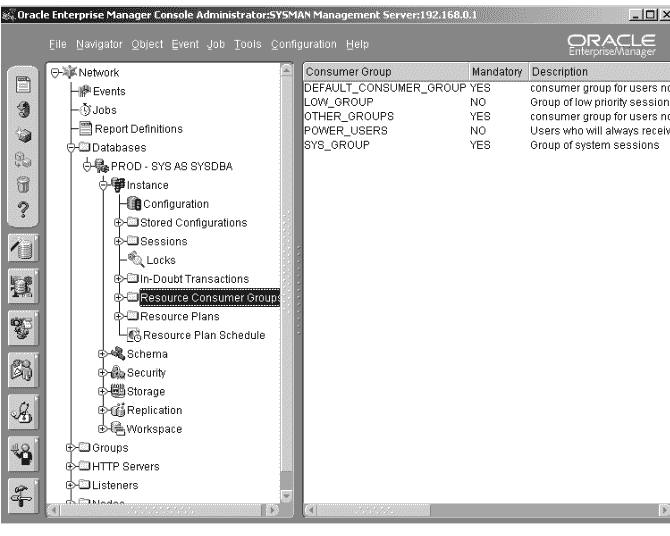 Oracle Enterprise Manager Console Administrator:SYSMAN Management Server:192.168.0.1
File Navigator Object Event Job Tools Configuration Help
ORACLE
EnterpriseManager
Network
Events
Jobs
Report Definitions
Databases
PROD - SYS AS SYSDBA
Instance
Configuration
Stored Configurations
Sessions
Locks
In-Doubt Transactions
Resource Consumer Groups
Resource Plans
Resource Plan Schedule
Schema
Security
Storage
Replication
Workspace
Groups
HTTP Servers
Listeners
Nodes
Consumer Group Mandatory Description
DEFAULT_CONSUMER_GROUP YES consumer group for users no
LOW_GROUP NO Group of low priority session
OTHER_GROUPS YES consumer group for users no
POWER_USERS NO Users who will always receiv
SYS_GROUP YES Group of system sessions